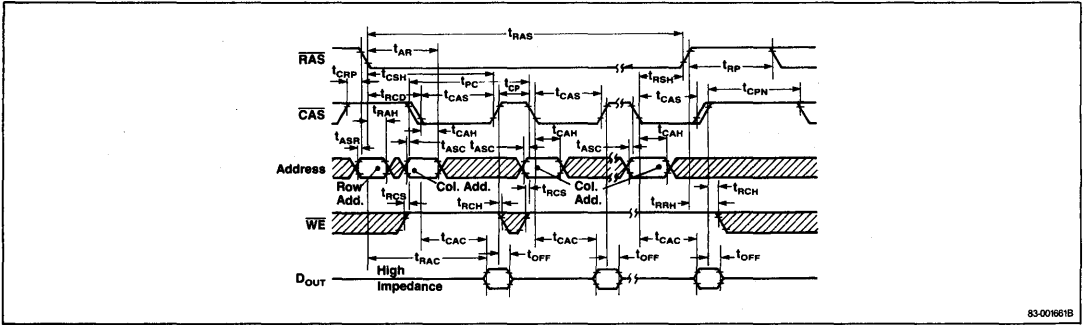 tRAS
RAS
tAR
tCRP
tCSH
tPC
tCP
tRSH
tRP
tRCD
tCAS
tCAS
tCAS
tCPN
CAS
tRAH
tCAH
tCAH
tCAH
tASR
tASC
tASC
tASC
Address
Row
Add.
Col. Add.
Col.
Add.
tRCS
tRCH
tRCS
tRRH
tRCH
WE
tCAC
tCAC
tCAC
tRAC
tOFF
tOFF
tOFF
DOUT
High
Impedance
83-001661B